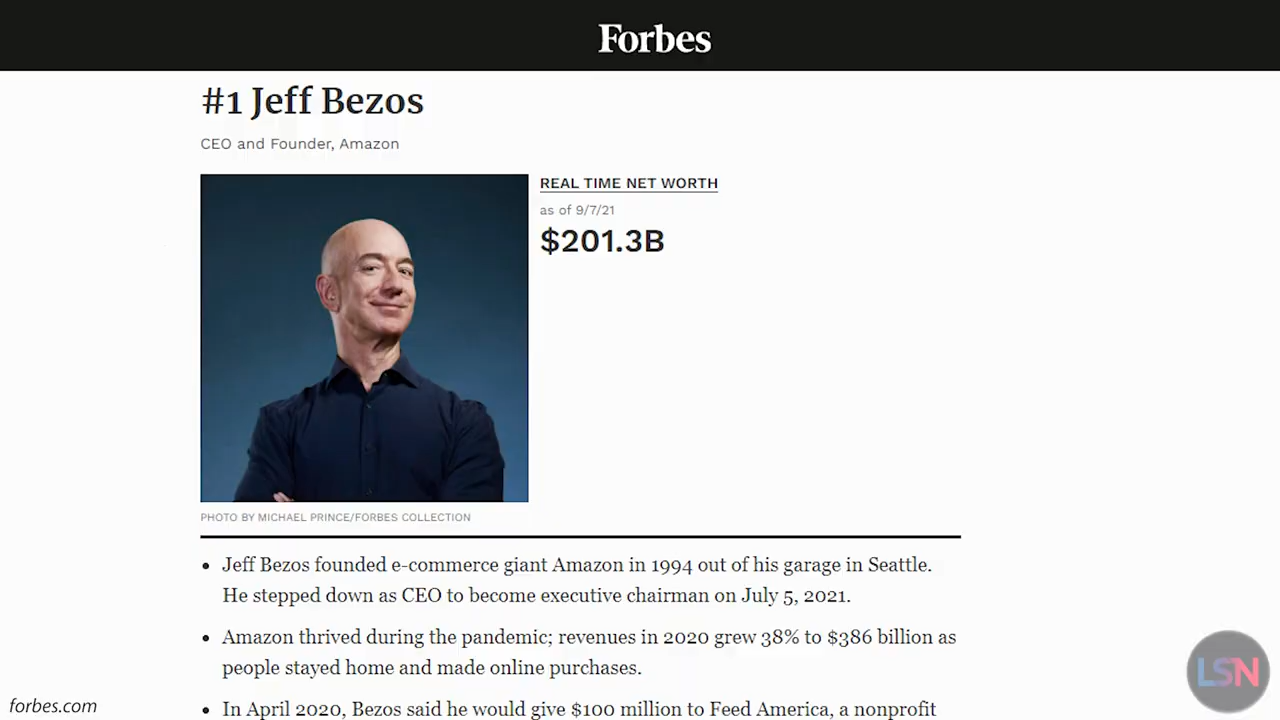 Forbes
#1 Jeff Bezos
CEO and Founder, Amazon
REAL TIME NET WORTH
as of 9/7/21
$201.3B
PHOTO BY MICHAEL PRINCE/FORBES COLLECTION
• Jeff Bezos founded e-commerce giant Amazon in 1994 out of his garage in Seattle.
He stepped down as CEO to become executive chairman on July 5, 2021.
• Amazon thrived during the pandemic; revenues in 2020 grew 38% to $386 billion as
people stayed home and made online purchases.
• In April 2020, Bezos said he would give $100 million to Feed America, a nonprofit
forbes.com
LSN